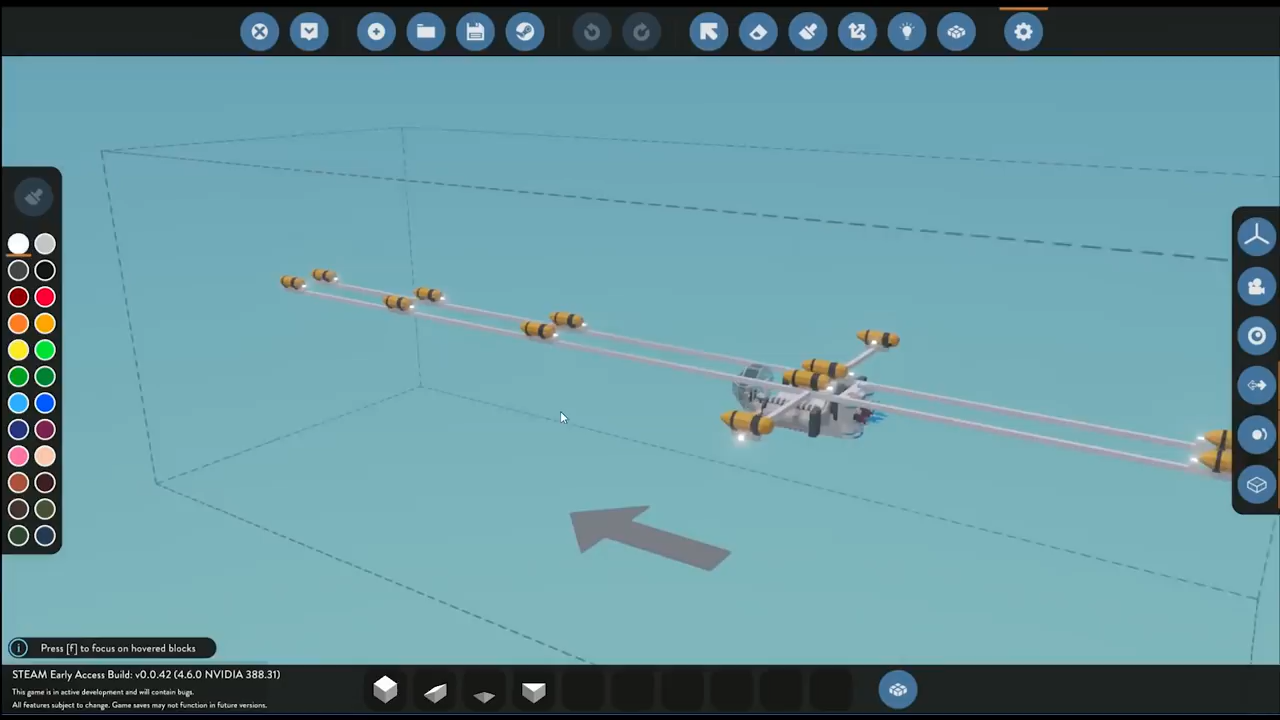 Press [f] to focus on hovered blocks
STEAM Early Access Build: v0.0.42 (4.6.0 NVIDIA 388.31)
This game is in active development and will contain bugs.
All features subject to change. Game saves may not function in future versions.